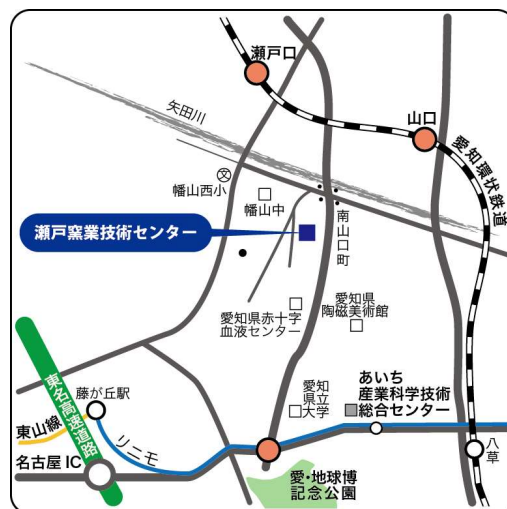 瀬戸口
山口
矢田川
愛知環状鉄道
幡山西小
幡山中
瀬戸窯業技術センター
南山口町
愛知県赤十字
血液センター
愛知県
陶磁美術館
東名高速道路
藤が丘駅
東山線
リニモ
名古屋IC
愛知
県立
大学
あいち
産業科学技術
総合センター
八草
愛・地球博
記念公園
文